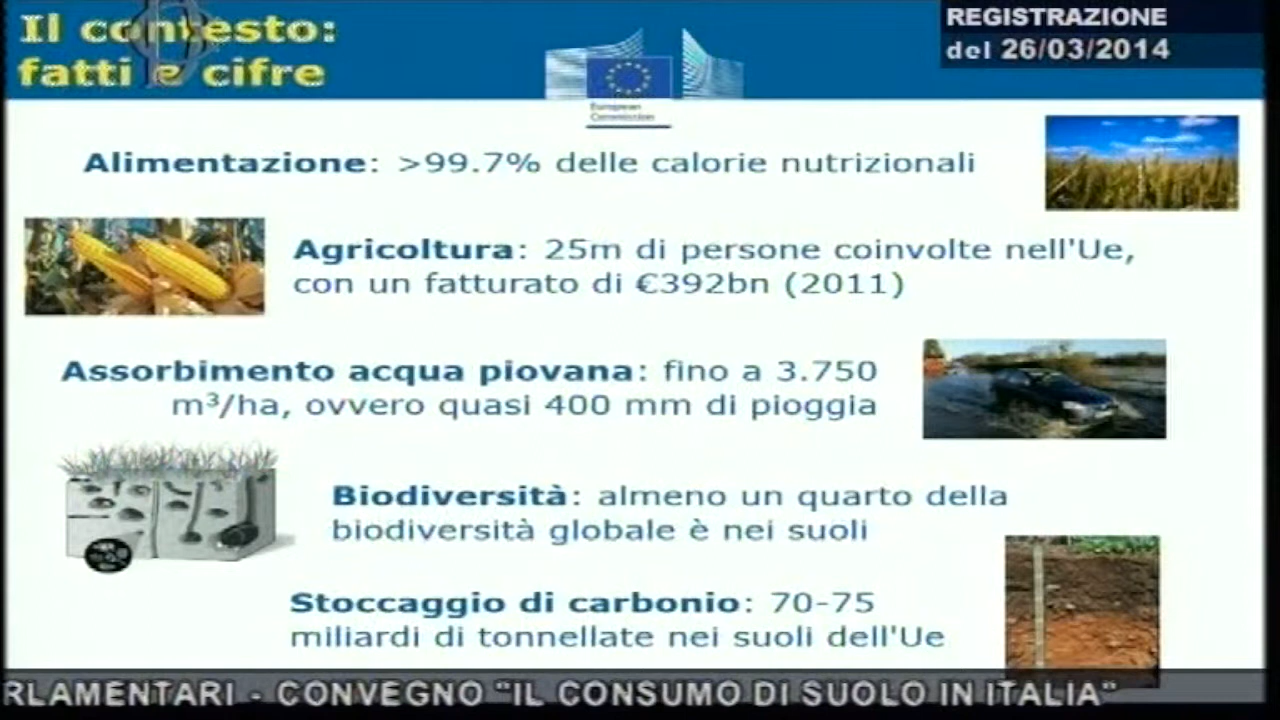 Il contesto:
fatti e cifre
REGISTRAZIONE
del 26/03/2014
European
Commission
Alimentazione: >99.7% delle calorie nutrizionali
Agricoltura: 25m di persone coinvolte nell'Ue,
con un fatturato di €392bn (2011)
Assorbimento acqua piovana: fino a 3.750
m³/ha, ovvero quasi 400 mm di pioggia
Biodiversità: almeno un quarto della
biodiversità globale è nei suoli
Stoccaggio di carbonio: 70-75
miliardi di tonnellate nei suoli dell'Ue
RLAMENTARI - CONVEGNO "IL CONSUMO DI SUOLO IN ITALIA"